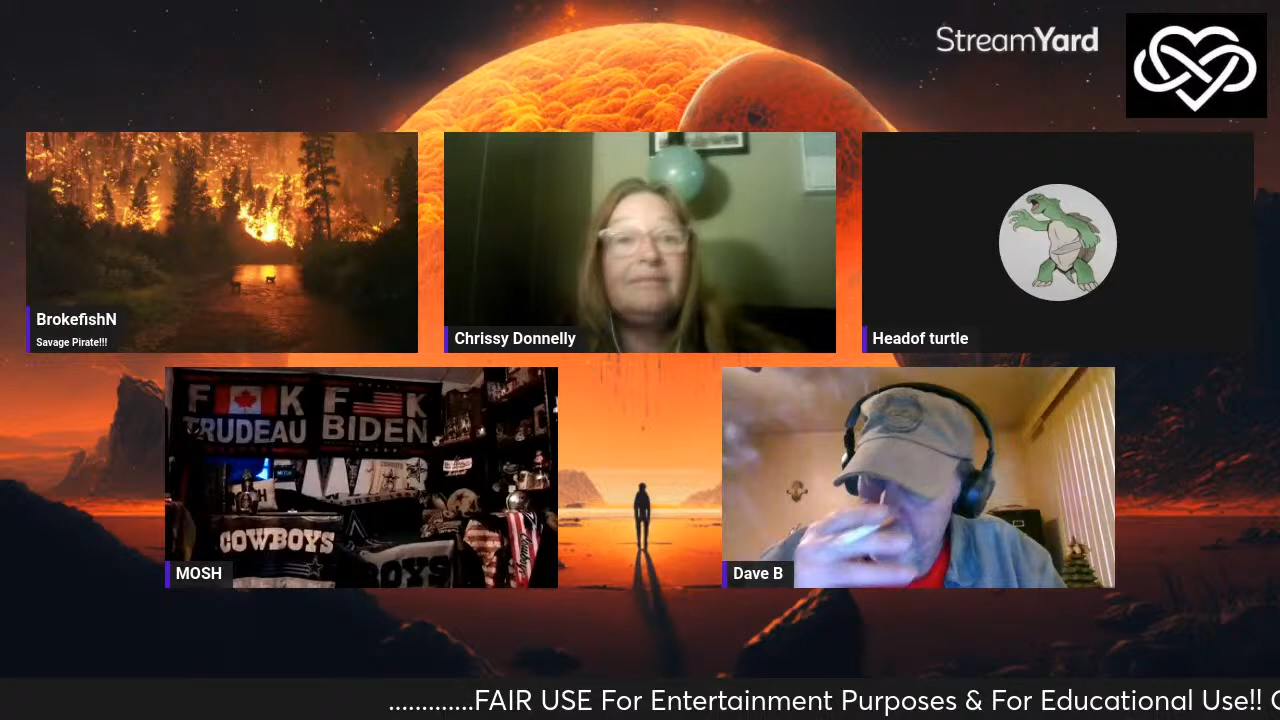 StreamYard
BrokefishN
Savage Pirate!!!
Chrissy Donnelly
Headof turtle
F K F K
TRUDEAU BIDEN
COWBOYS
BOYS
MOSH
Dave B
.............FAIR USE For Entertainment Purposes & For Educational Use!!